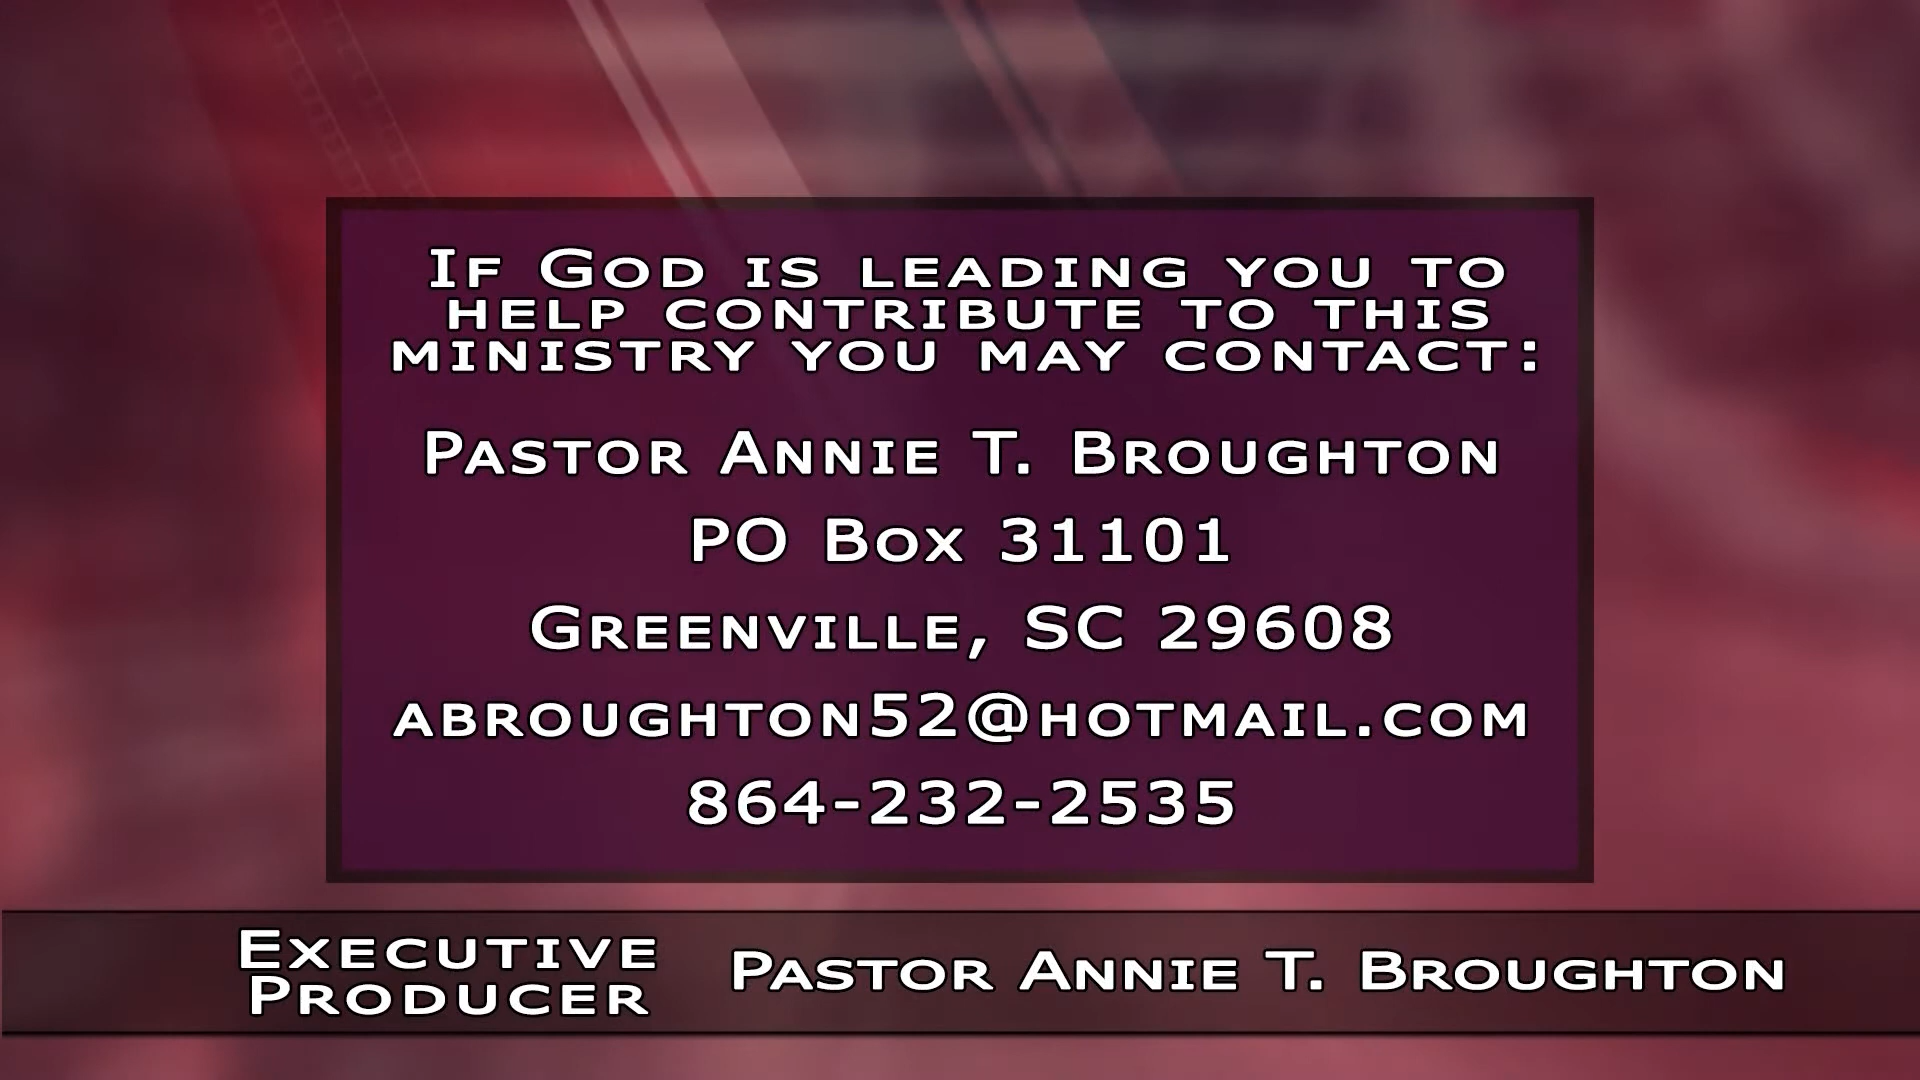 If God is leading you to
help contribute to this
ministry you may contact:
Pastor Annie T. Broughton
PO Box 31101
Greenville, SC 29608
abroughton52@hotmail.com
864-232-2535
Executive
Producer
Pastor Annie T. Broughton